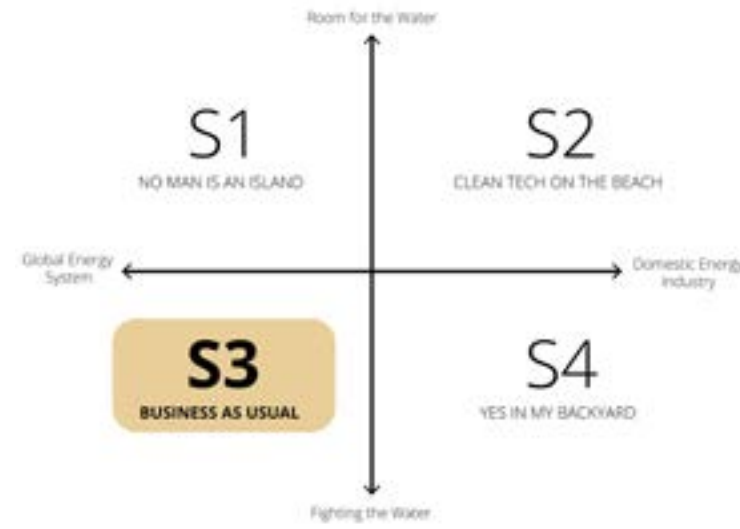 Room for the Water
S1
NO MAN IS AN ISLAND
S2
CLEAN TECH ON THE BEACH
Global Energy
System
Domestic Energy
Industry
S3
BUSINESS AS USUAL
S4
YES IN MY BACKYARD
Fighting the Water